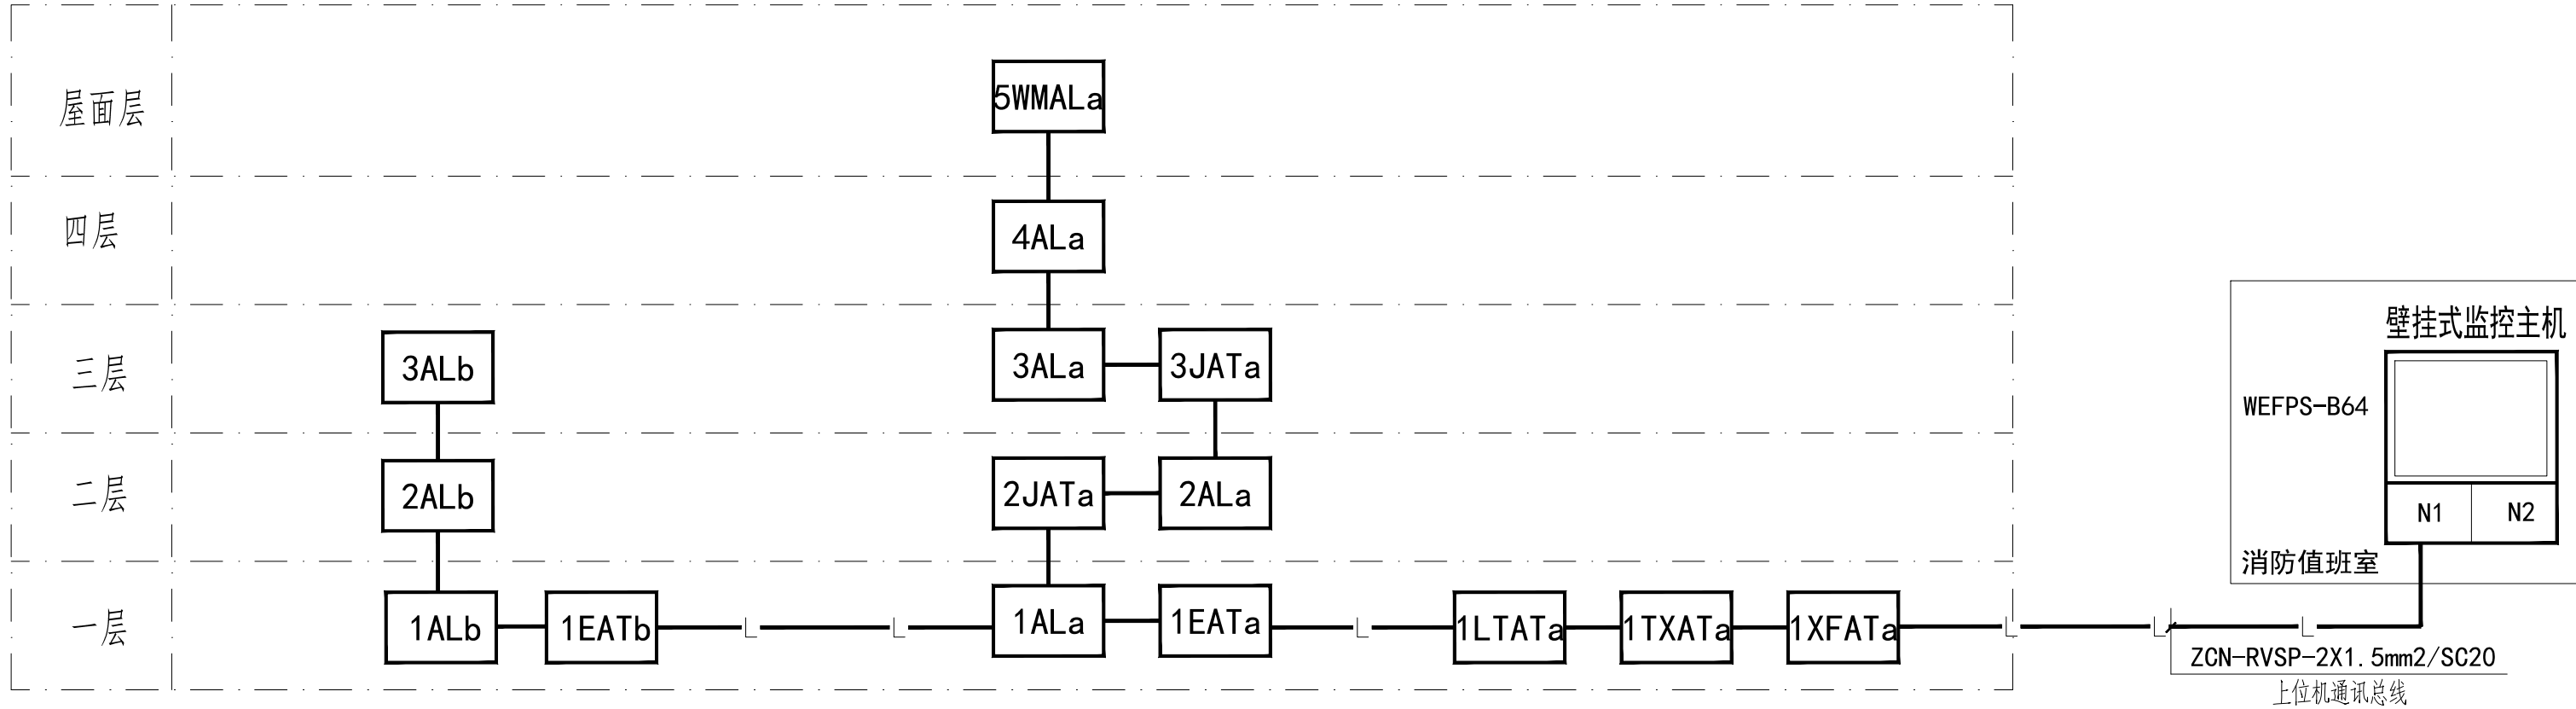 屋面层
5WMALa
四层
4ALa
三层
3ALb
3ALa
3JATa
二层
2ALb
2JATa
2ALa
一层
1ALb
1EATb
L
L
1ALa
1EATa
L
1LTATa
1TXATa
1XFATa
L
L
L
壁挂式监控主机
WEFPS-B64
N1
N2
消防值班室
ZCN-RVSP-2X1.5mm2/SC20
上位机通讯总线